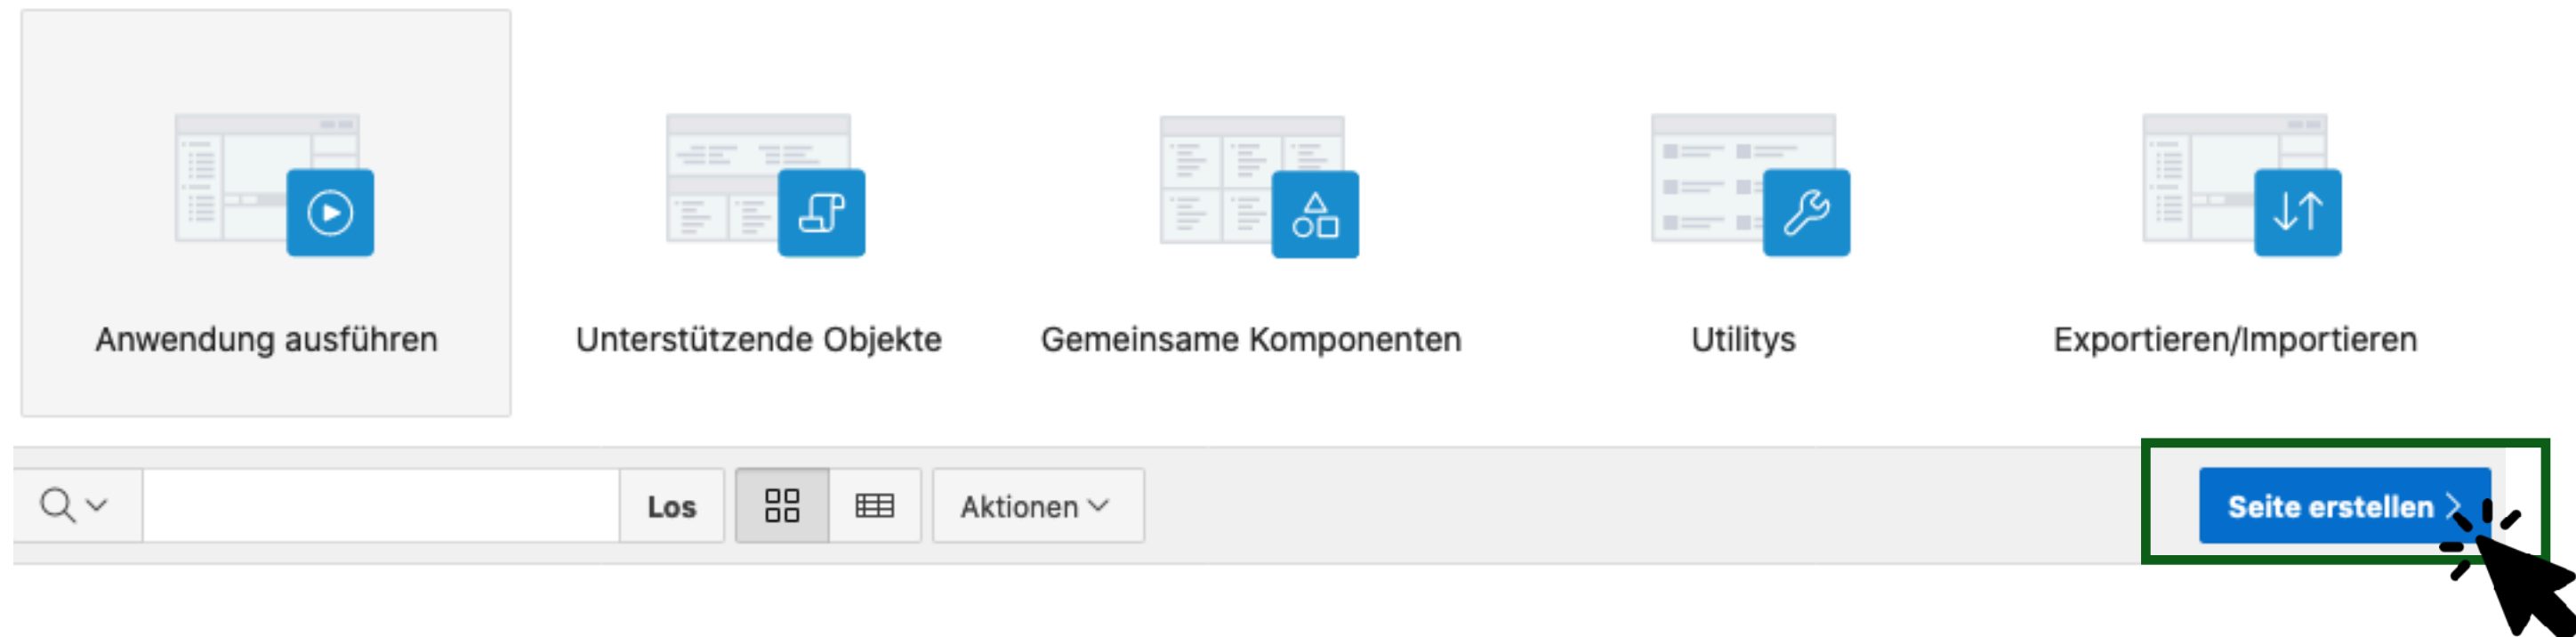 Anwendung ausführen
Unterstützende Objekte
Gemeinsame Komponenten
Utilitys
Exportieren/Importieren
Los
Aktionen
Seite erstellen